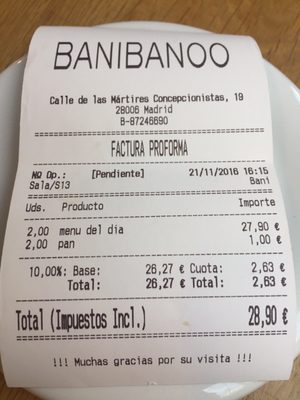 BANIBANOO
Calle de las Mártires Concepcionistas, 19
28006 Madrid
B-87246690
FACTURA PROFORMA
Nº Op.: [Pendiente] 21/11/2016 16:15
Sala/S13 Bani
Uds. Producto Importe
2,00 menu del dia 27,90 €
2,00 pan 1,00 €
10,00%: Base: 26,27 € Cuota: 2,63 €
Total: 26,27 € Total: 2,63 €
Total (Impuestos Incl.) 28,90 €
!!! Muchas gracias por su visita !!!